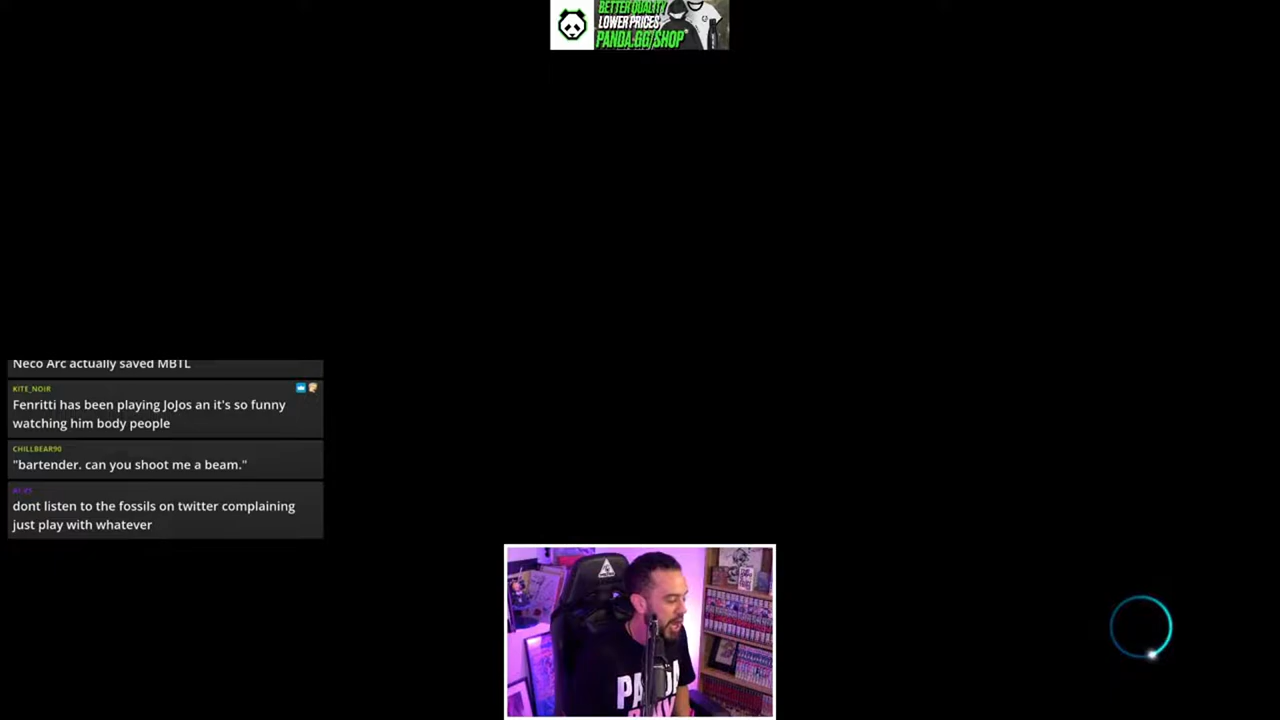 BETTER QUALITY
LOWER PRICES
PANDA.GG/SHOP
Neco Arc actually saved MBTL
KITE_NOIR
Fenritti has been playing JoJos an it's so funny
watching him body people
CHILLBEAR90
"bartender. can you shoot me a beam."
dont listen to the fossils on twitter complaining
just play with whatever